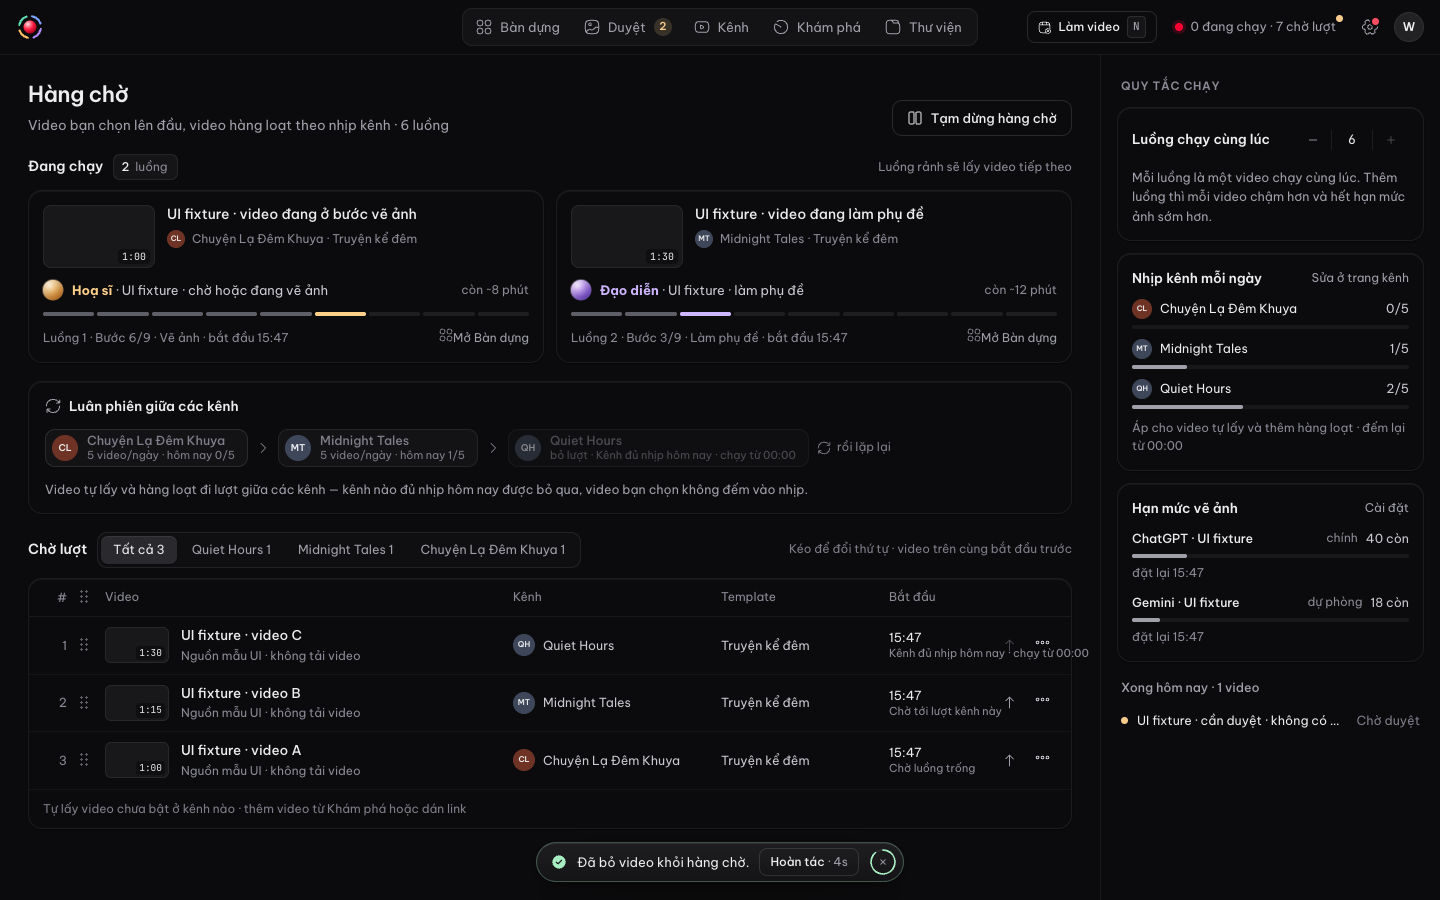 Bàn dựng
Duyệt 2
Kênh
Khám phá
Thư viện
Làm video N
0 đang chạy · 7 chờ lượt
W
Hàng chờ
Video bạn chọn lên đầu, video hàng loạt theo nhịp kênh · 6 luồng
Tạm dừng hàng chờ
Đang chạy 2 luồng
Luồng rảnh sẽ lấy video tiếp theo
1:00
UI fixture · video đang ở bước vẽ ảnh
CL Chuyện Lạ Đêm Khuya · Truyện kể đêm
Hoạ sĩ · UI fixture · chờ hoặc đang vẽ ảnh
còn ~8 phút
Luồng 1 · Bước 6/9 · Vẽ ảnh · bắt đầu 15:47
Mở Bàn dựng
1:30
UI fixture · video đang làm phụ đề
MT Midnight Tales · Truyện kể đêm
Đạo diễn · UI fixture · làm phụ đề
còn ~12 phút
Luồng 2 · Bước 3/9 · Làm phụ đề · bắt đầu 15:47
Mở Bàn dựng
Luân phiên giữa các kênh
CL Chuyện Lạ Đêm Khuya
5 video/ngày · hôm nay 0/5
MT Midnight Tales
5 video/ngày · hôm nay 1/5
QH Quiet Hours
bỏ lượt · Kênh đủ nhịp hôm nay · chạy từ 00:00
rồi lặp lại
Video tự lấy và hàng loạt đi lượt giữa các kênh — kênh nào đủ nhịp hôm nay được bỏ qua, video bạn chọn không đếm vào nhịp.
Chờ lượt
Tất cả 3
Quiet Hours 1
Midnight Tales 1
Chuyện Lạ Đêm Khuya 1
Kéo để đổi thứ tự · video trên cùng bắt đầu trước
# Video Kênh Template Bắt đầu
1 1:30 UI fixture · video C
Nguồn mẫu UI · không tải video
QH Quiet Hours
Truyện kể đêm
15:47
Kênh đủ nhịp hôm nay · chạy từ 00:00
2 1:15 UI fixture · video B
Nguồn mẫu UI · không tải video
MT Midnight Tales
Truyện kể đêm
15:47
Chờ tới lượt kênh này
3 1:00 UI fixture · video A
Nguồn mẫu UI · không tải video
CL Chuyện Lạ Đêm Khuya
Truyện kể đêm
15:47
Chờ luồng trống
Tự lấy video chưa bật ở kênh nào · thêm video từ Khám phá hoặc dán link
Đã bỏ video khỏi hàng chờ.
Hoàn tác · 4s
QUY TẮC CHẠY
Luồng chạy cùng lúc − 6 +
Mỗi luồng là một video chạy cùng lúc. Thêm
luồng thì mỗi video chậm hơn và hết hạn mức
ảnh sớm hơn.
Nhịp kênh mỗi ngày
Sửa ở trang kênh
CL Chuyện Lạ Đêm Khuya 0/5
MT Midnight Tales 1/5
QH Quiet Hours 2/5
Áp cho video tự lấy và thêm hàng loạt · đếm lại
từ 00:00
Hạn mức vẽ ảnh
Cài đặt
ChatGPT · UI fixture chính 40 còn
đặt lại 15:47
Gemini · UI fixture dự phòng 18 còn
đặt lại 15:47
Xong hôm nay · 1 video
UI fixture · cần duyệt · không có ...
Chờ duyệt